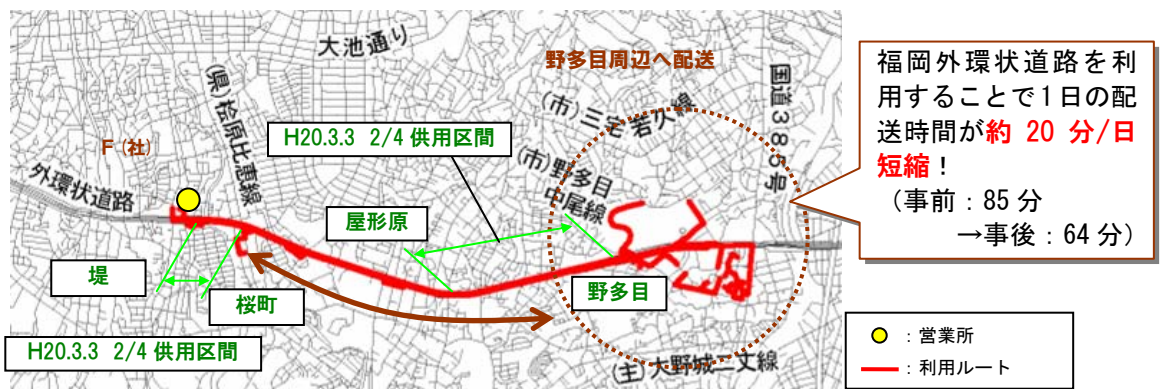 大池通り
野多目周辺へ配送
国道385号
(県)桧原比恵線
(市)三宅若久線
F(社)
H20.3.3 2/4 供用区間
(市)野多目
中尾線
外環状道路
屋形原
堤
桜町
野多目
H20.3.3 2/4 供用区間
(主)大野城二丈線
福岡外環状道路を利
用することで1日の配
送時間が約 20 分/日
短縮!
(事前:85 分
→事後:64 分)
:営業所
:利用ルート